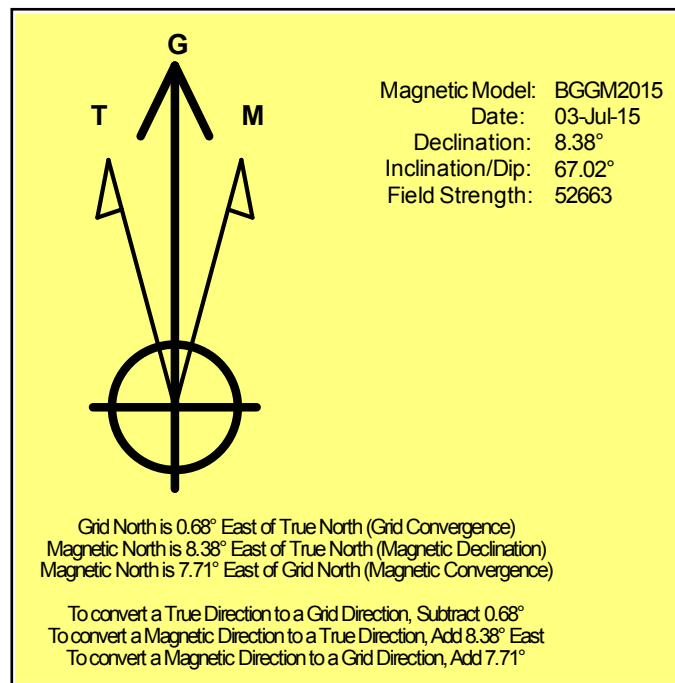 G
T M
Magnetic Model: BGGM2015
Date: 03-Jul-15
Declination: 8.38°
Inclination/Dip: 67.02°
Field Strength: 52663
Grid North is 0.68° East of True North (Grid Convergence)
Magnetic North is 8.38° East of True North (Magnetic Declination)
Magnetic North is 7.71° East of Grid North (Magnetic Convergence)
To convert a True Direction to a Grid Direction, Subtract 0.68°
To convert a Magnetic Direction to a True Direction, Add 8.38° East
To convert a Magnetic Direction to a Grid Direction, Add 7.71°